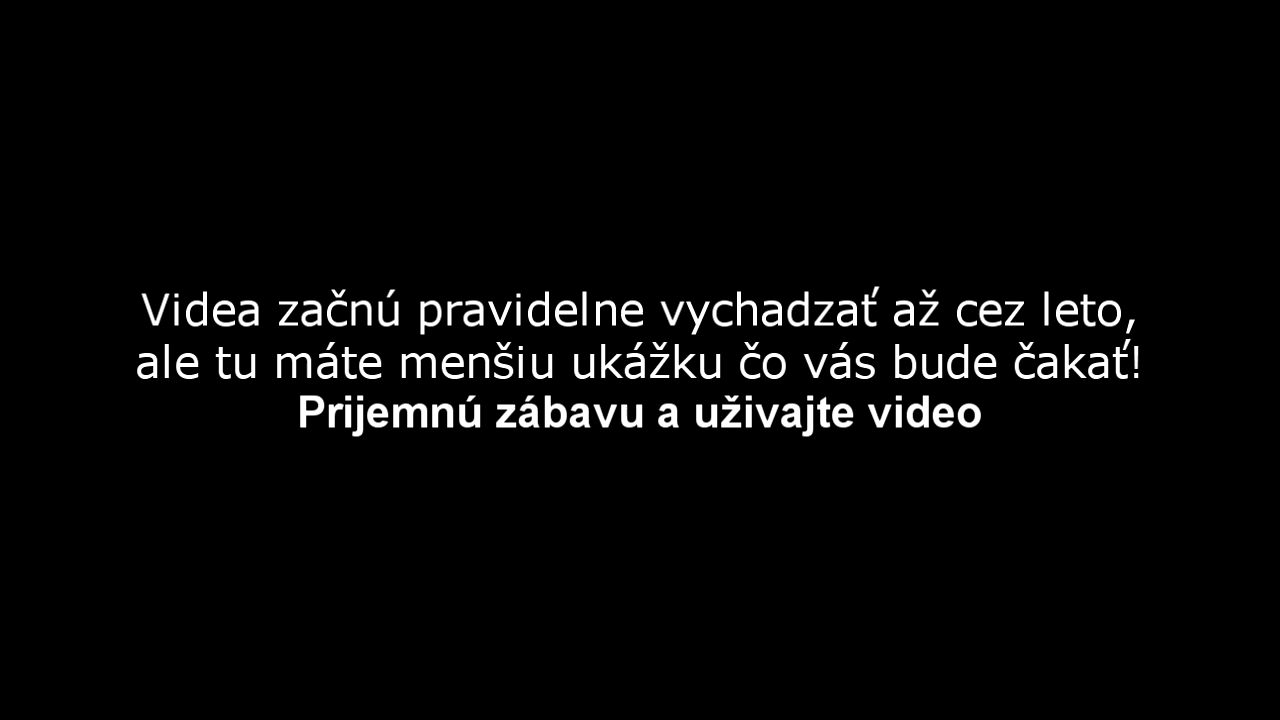 Videa začnú pravidelne vychadzať až cez leto,
ale tu máte menšiu ukážku čo vás bude čakať!
Prijemnú zábavu a uživajte video